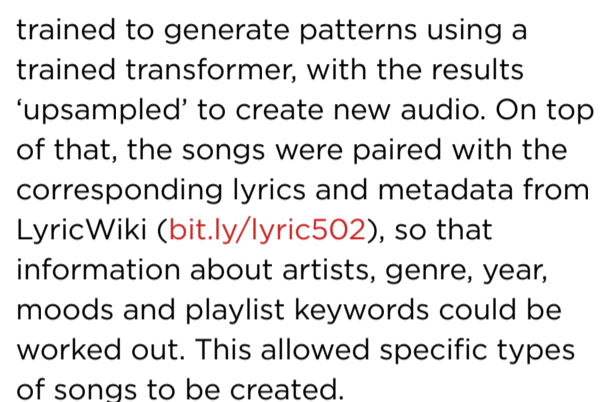 trained to generate patterns using a
trained transformer, with the results
‘upsampled’ to create new audio. On top
of that, the songs were paired with the
corresponding lyrics and metadata from
LyricWiki (bit.ly/lyric502), so that
information about artists, genre, year,
moods and playlist keywords could be
worked out. This allowed specific types
of songs to be created.